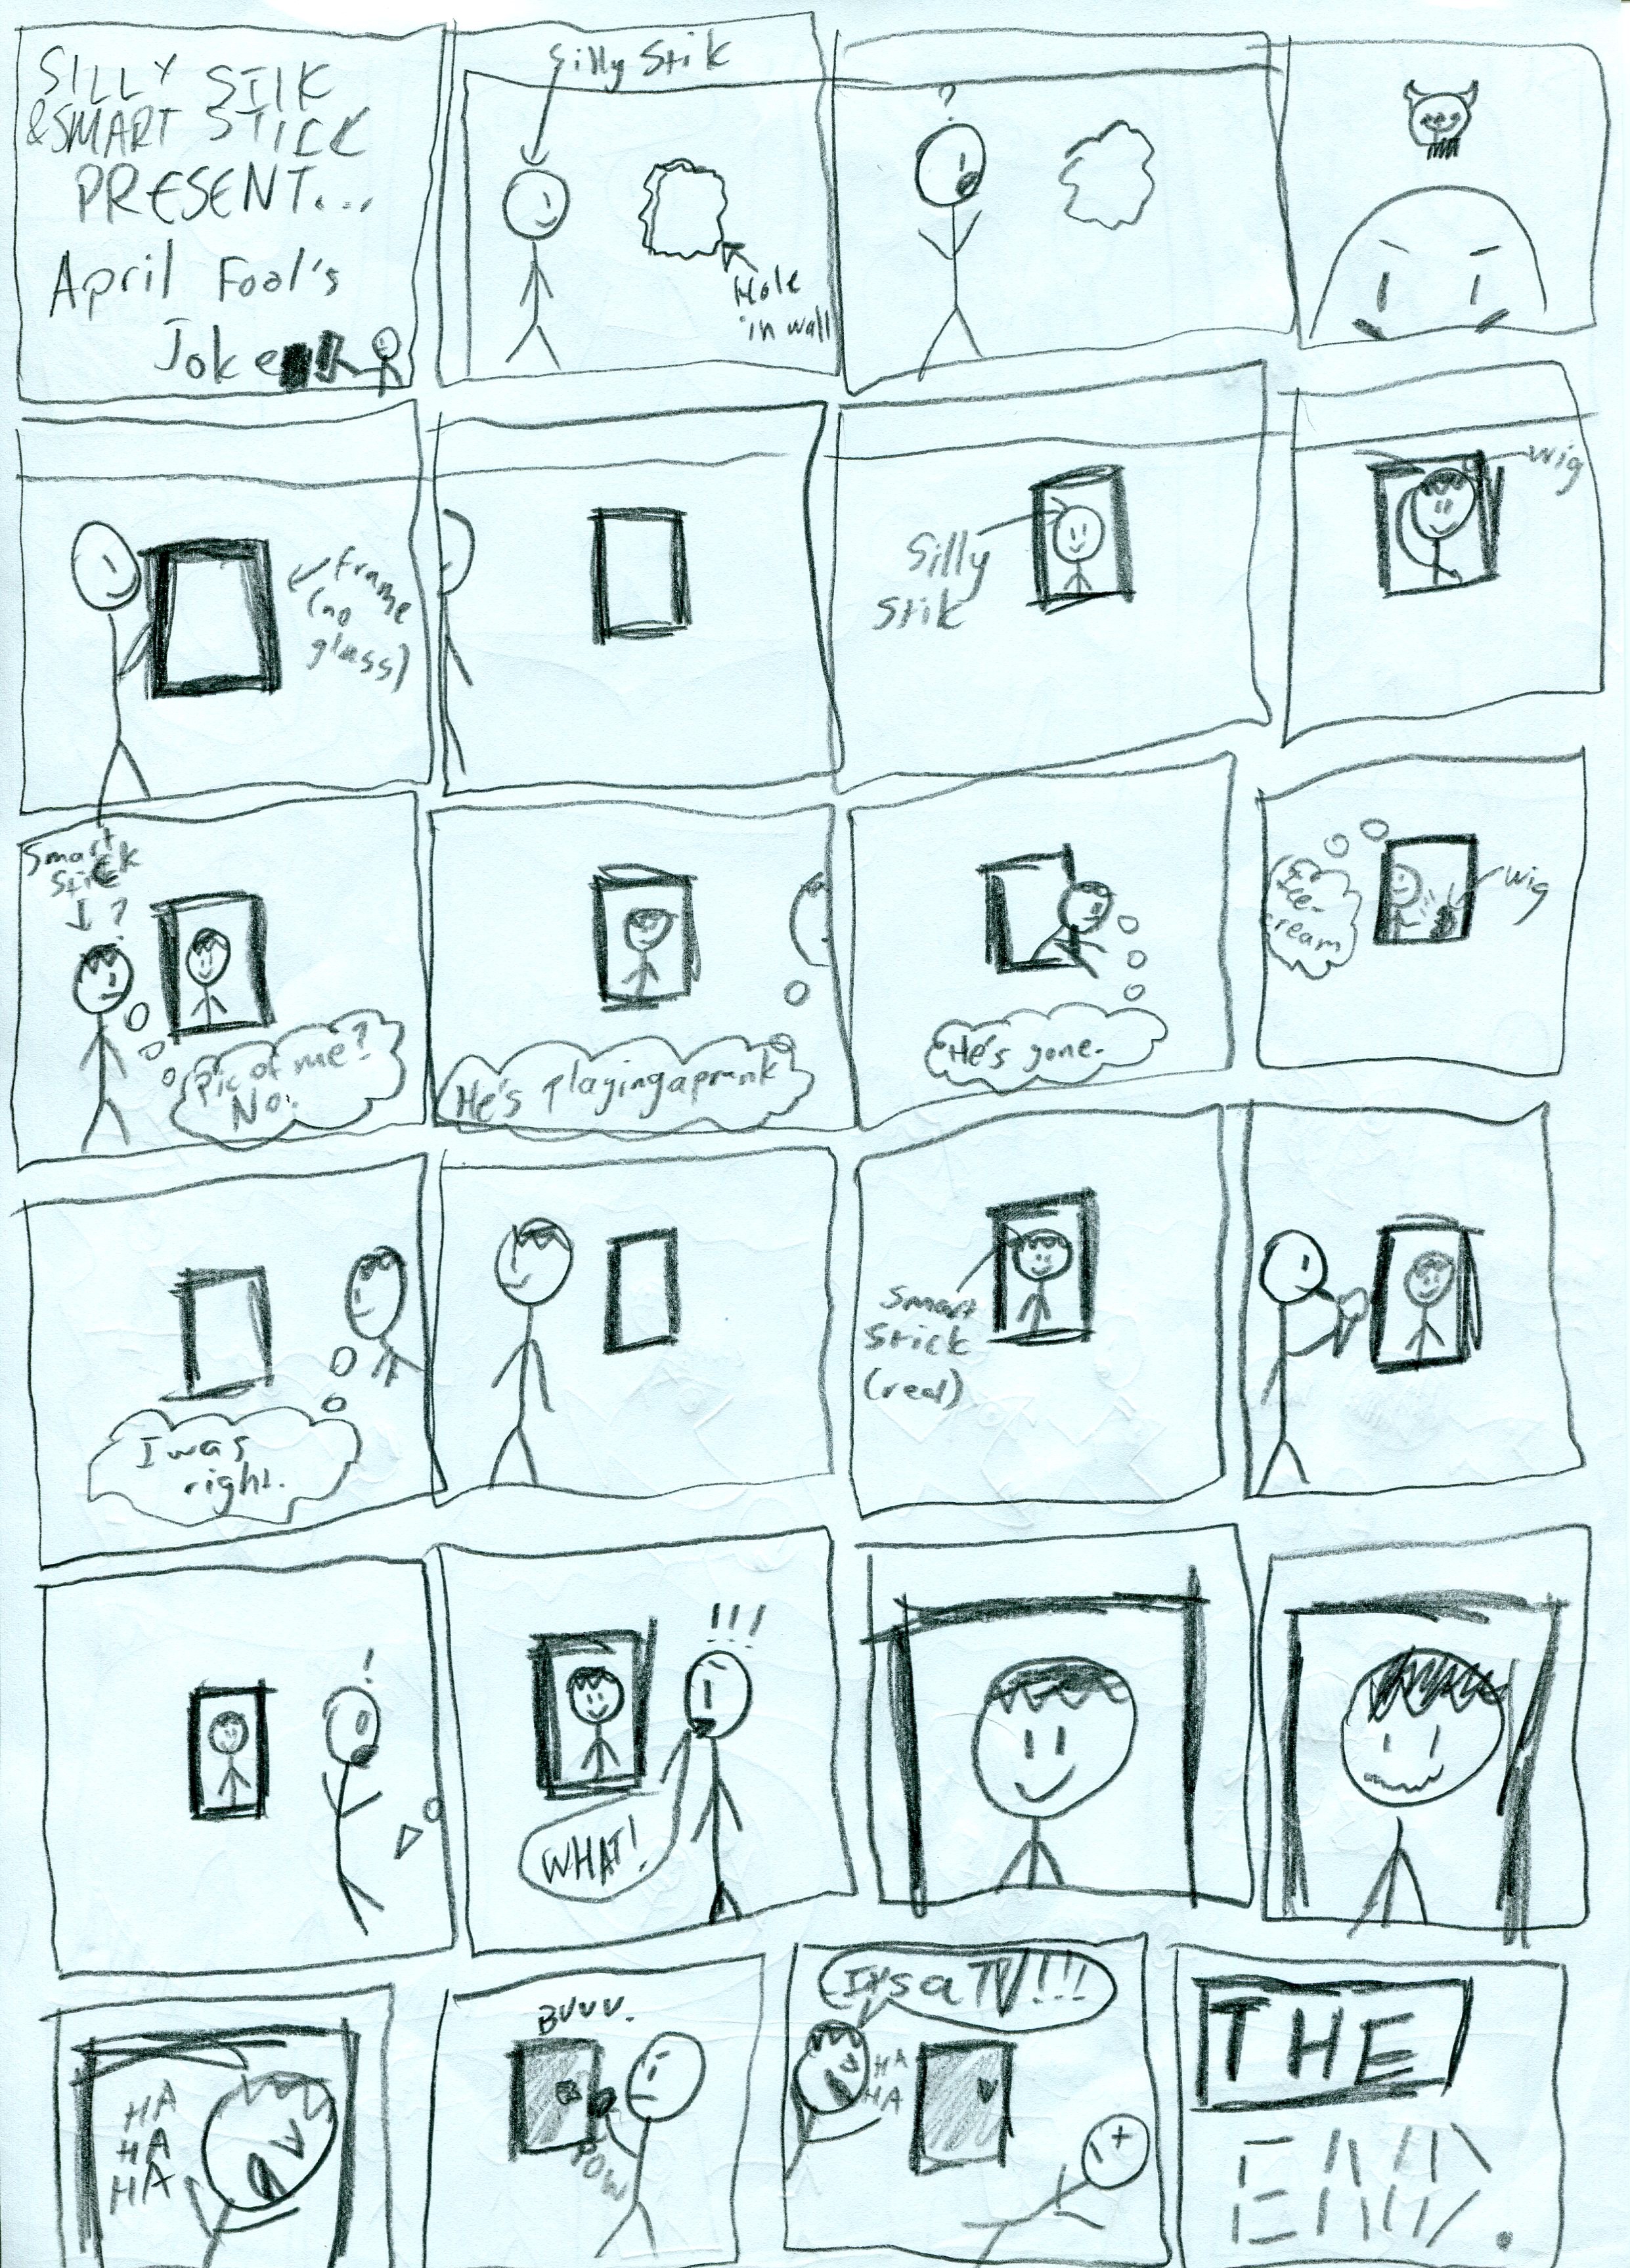 SILLY STIK
& SMART STICK
PRESENT...
April Fool's
Joke
Silly Stik
Hole
in wall
?
Frame
(no
glass)
Silly
Stik
wig
Smart
Stick
?
Pic of me?
No.
He's playing a prank
He's gone.
Ice-
cream
wig
I was
right.
Smart
Stick
(real)
!
!!!
WHAT!
HA
HA
HA
BUVV.
POW
It's a TV!!!
HA
HA
THE
END.